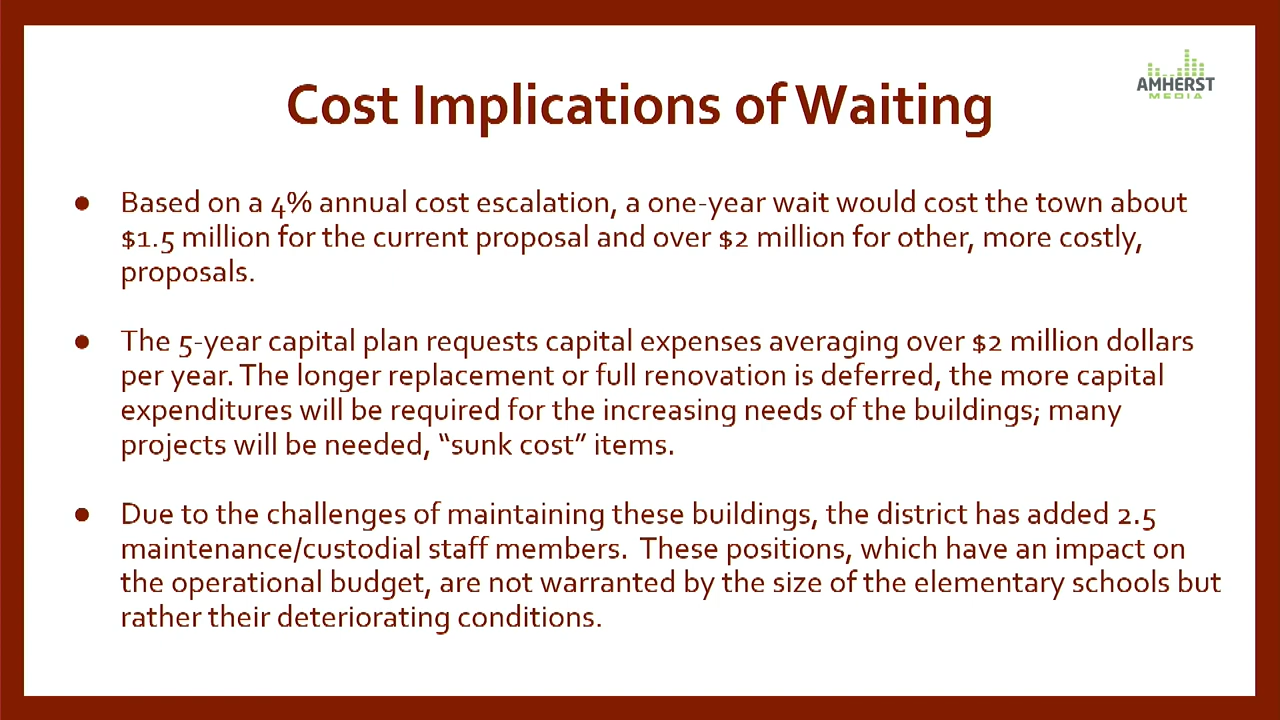 AMHERST
MEDIA
Cost Implications of Waiting
● Based on a 4% annual cost escalation, a one-year wait would cost the town about
$1.5 million for the current proposal and over $2 million for other, more costly,
proposals.
● The 5-year capital plan requests capital expenses averaging over $2 million dollars
per year. The longer replacement or full renovation is deferred, the more capital
expenditures will be required for the increasing needs of the buildings; many
projects will be needed, “sunk cost” items.
● Due to the challenges of maintaining these buildings, the district has added 2.5
maintenance/custodial staff members.  These positions, which have an impact on
the operational budget, are not warranted by the size of the elementary schools but
rather their deteriorating conditions.